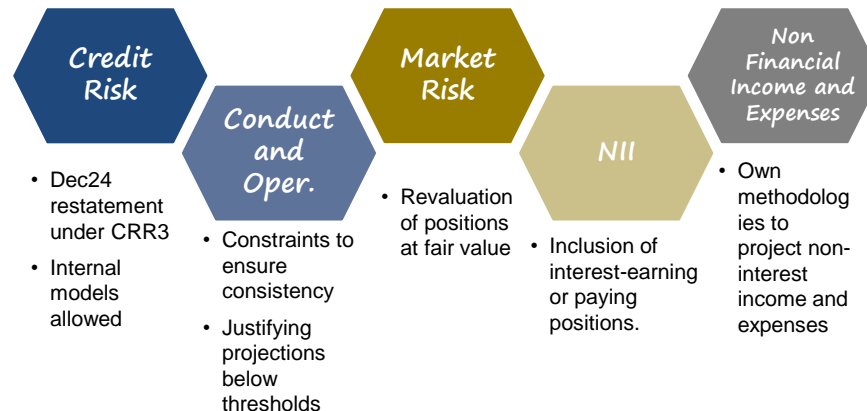 Credit
Risk
• Dec24
restatement
under CRR3
• Internal
models
allowed
Conduct
and
Oper.
• Constraints to
ensure
consistency
• Justifying
projections
below
thresholds
Market
Risk
• Revaluation
of positions
at fair value
NII
• Inclusion of
interest-earning
or paying
positions.
Non
Financial
Income and
Expenses
• Own
methodolog
ies to
project non-
interest
income and
expenses